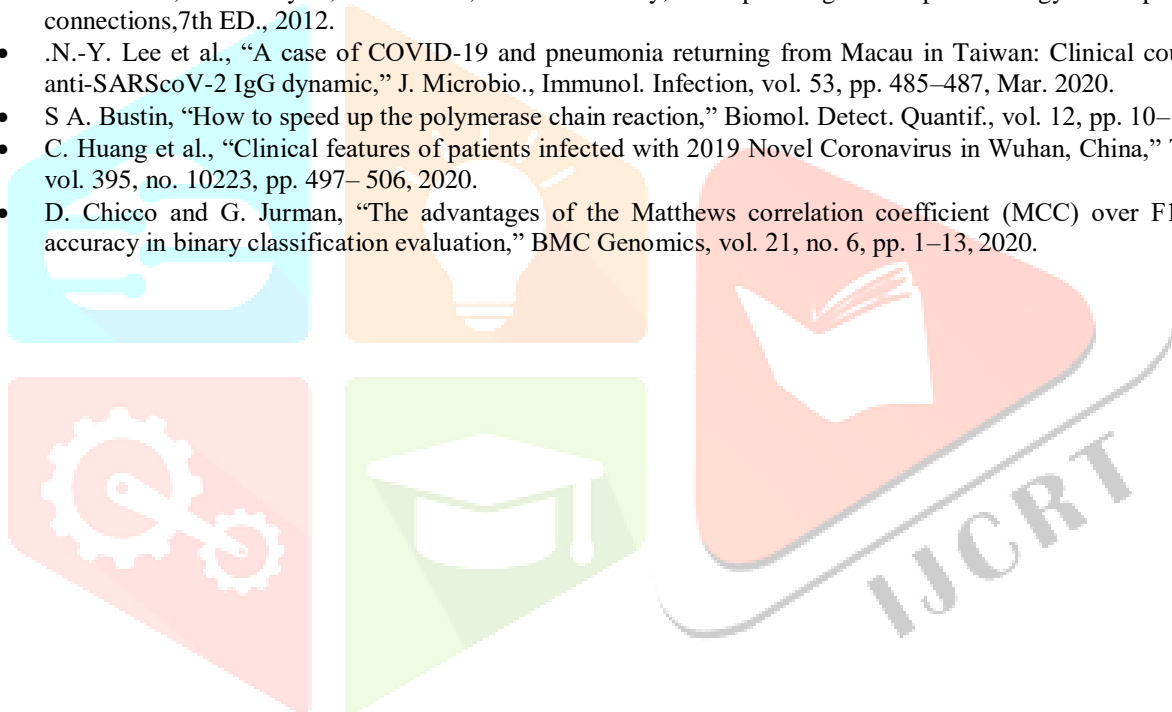 connections,7th ED., 2012.
• .N.-Y. Lee et al., “A case of COVID-19 and pneumonia returning from Macau in Taiwan: Clinical cou
anti-SARScoV-2 IgG dynamic,” J. Microbio., Immunol. Infection, vol. 53, pp. 485–487, Mar. 2020.
• S A. Bustin, “How to speed up the polymerase chain reaction,” Biomol. Detect. Quantif., vol. 12, pp. 10–
• C. Huang et al., “Clinical features of patients infected with 2019 Novel Coronavirus in Wuhan, China,”
vol. 395, no. 10223, pp. 497– 506, 2020.
• D. Chicco and G. Jurman, “The advantages of the Matthews correlation coefficient (MCC) over F1
accuracy in binary classification evaluation,” BMC Genomics, vol. 21, no. 6, pp. 1–13, 2020.
IJCRT